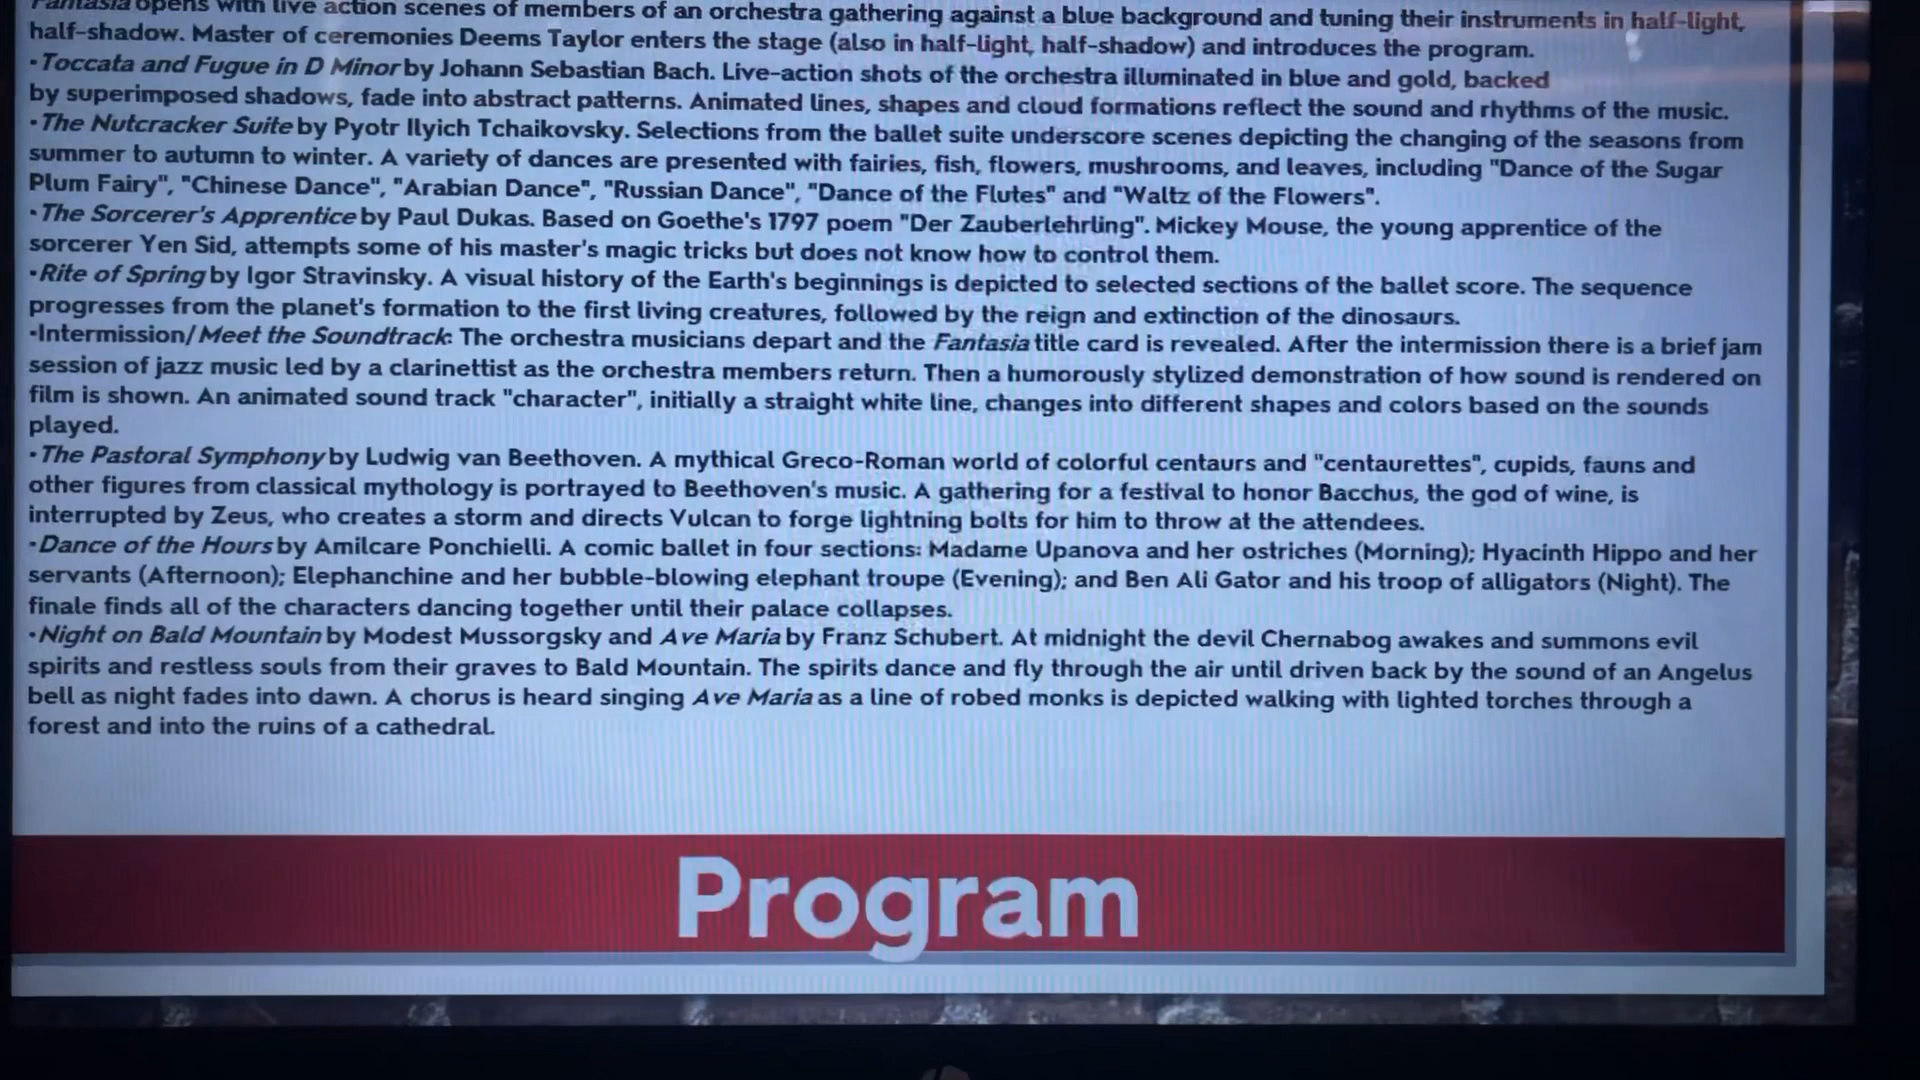 Fantasia opens with live action scenes of members of an orchestra gathering against a blue background and tuning their instruments in half-light,
half-shadow. Master of ceremonies Deems Taylor enters the stage (also in half-light, half-shadow) and introduces the program.
•Toccata and Fugue in D Minor by Johann Sebastian Bach. Live-action shots of the orchestra illuminated in blue and gold, backed
by superimposed shadows, fade into abstract patterns. Animated lines, shapes and cloud formations reflect the sound and rhythms of the music.
•The Nutcracker Suite by Pyotr Ilyich Tchaikovsky. Selections from the ballet suite underscore scenes depicting the changing of the seasons from
summer to autumn to winter. A variety of dances are presented with fairies, fish, flowers, mushrooms, and leaves, including "Dance of the Sugar
Plum Fairy", "Chinese Dance", "Arabian Dance", "Russian Dance", "Dance of the Flutes" and "Waltz of the Flowers".
•The Sorcerer's Apprentice by Paul Dukas. Based on Goethe's 1797 poem "Der Zauberlehrling". Mickey Mouse, the young apprentice of the
sorcerer Yen Sid, attempts some of his master's magic tricks but does not know how to control them.
•Rite of Spring by Igor Stravinsky. A visual history of the Earth's beginnings is depicted to selected sections of the ballet score. The sequence
progresses from the planet's formation to the first living creatures, followed by the reign and extinction of the dinosaurs.
•Intermission/Meet the Soundtrack: The orchestra musicians depart and the Fantasia title card is revealed. After the intermission there is a brief jam
session of jazz music led by a clarinettist as the orchestra members return. Then a humorously stylized demonstration of how sound is rendered on
film is shown. An animated sound track "character", initially a straight white line, changes into different shapes and colors based on the sounds
played.
•The Pastoral Symphony by Ludwig van Beethoven. A mythical Greco-Roman world of colorful centaurs and "centaurettes", cupids, fauns and
other figures from classical mythology is portrayed to Beethoven's music. A gathering for a festival to honor Bacchus, the god of wine, is
interrupted by Zeus, who creates a storm and directs Vulcan to forge lightning bolts for him to throw at the attendees.
•Dance of the Hours by Amilcare Ponchielli. A comic ballet in four sections: Madame Upanova and her ostriches (Morning); Hyacinth Hippo and her
servants (Afternoon); Elephanchine and her bubble-blowing elephant troupe (Evening); and Ben Ali Gator and his troop of alligators (Night). The
finale finds all of the characters dancing together until their palace collapses.
•Night on Bald Mountain by Modest Mussorgsky and Ave Maria by Franz Schubert. At midnight the devil Chernabog awakes and summons evil
spirits and restless souls from their graves to Bald Mountain. The spirits dance and fly through the air until driven back by the sound of an Angelus
bell as night fades into dawn. A chorus is heard singing Ave Maria as a line of robed monks is depicted walking with lighted torches through a
forest and into the ruins of a cathedral.
Program